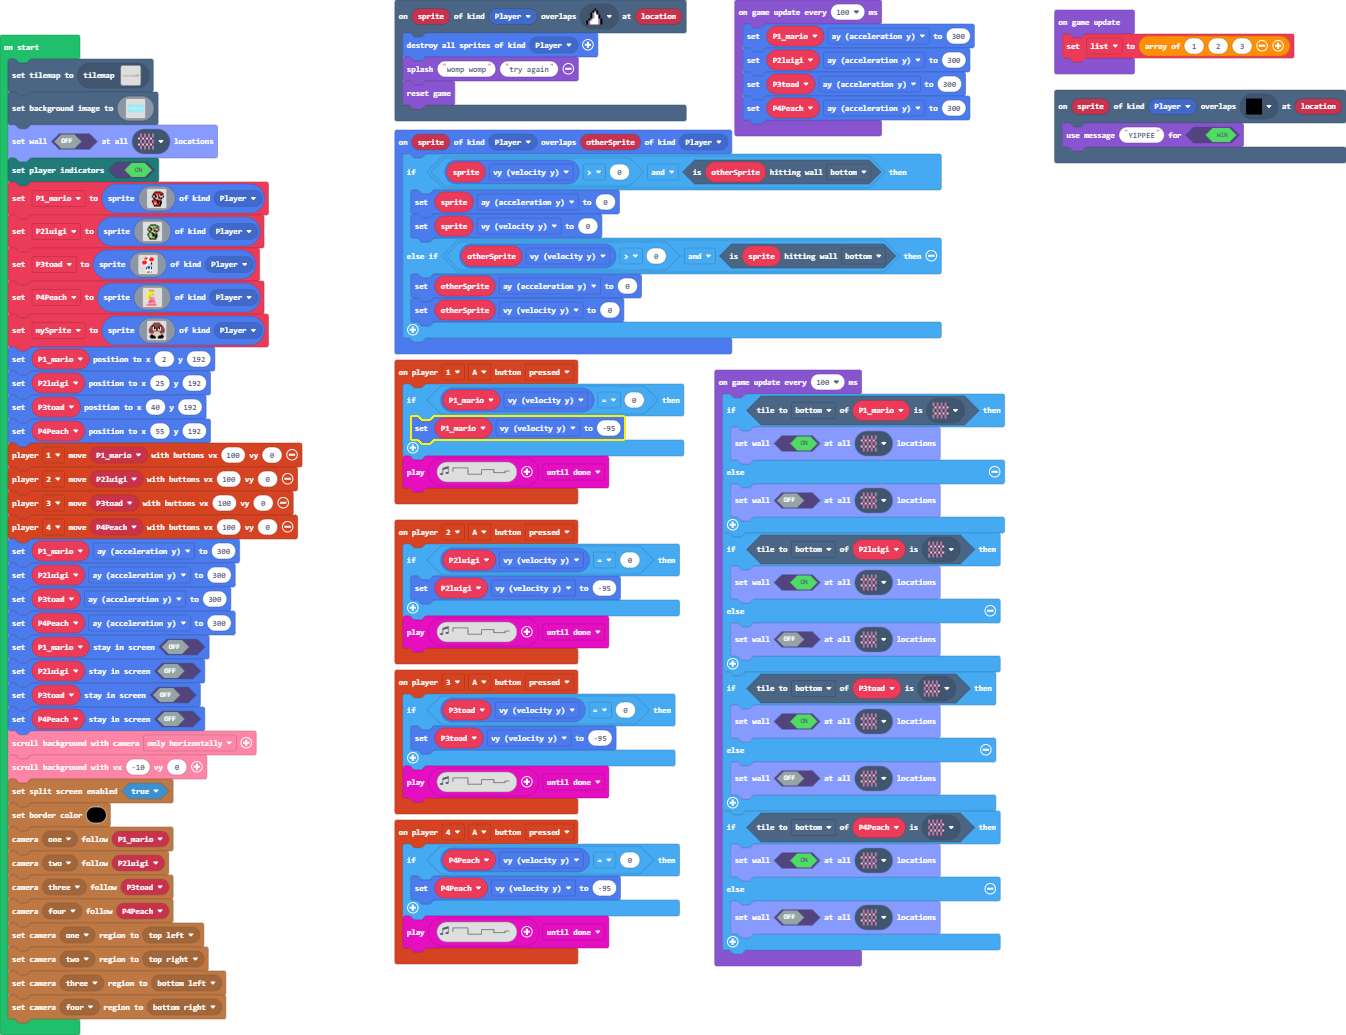 on start
set tilemap to tilemap
set background image to
set wall OFF at all locations
set player indicators ON
set P1_mario to sprite of kind Player
set P2luigi to sprite of kind Player
set P3toad to sprite of kind Player
set P4Peach to sprite of kind Player
set mySprite to sprite of kind Player
set P1_mario position to x 2 y 192
set P2luigi position to x 25 y 192
set P3toad position to x 40 y 192
set P4Peach position to x 55 y 192
player 1 move P1_mario with buttons vx 100 vy 0
player 2 move P2luigi with buttons vx 100 vy 0
player 3 move P3toad with buttons vx 100 vy 0
player 4 move P4Peach with buttons vx 100 vy 0
set P1_mario ay (acceleration y) to 300
set P2luigi ay (acceleration y) to 300
set P3toad ay (acceleration y) to 300
set P4Peach ay (acceleration y) to 300
set P1_mario stay in screen OFF
set P2luigi stay in screen OFF
set P3toad stay in screen OFF
set P4Peach stay in screen OFF
scroll background with camera only horizontally
scroll background with vx -10 vy 0
set split screen enabled true
set border color
camera one follow P1_mario
camera two follow P2luigi
camera three follow P3toad
camera four follow P4Peach
set camera one region to top left
set camera two region to top right
set camera three region to bottom left
set camera four region to bottom right
on sprite of kind Player overlaps at location
destroy all sprites of kind Player
splash "womp womp" "try again"
reset game
on sprite of kind Player overlaps otherSprite of kind Player
if sprite vy (velocity y) > 0 and is otherSprite hitting wall bottom then
set sprite ay (acceleration y) to 0
set sprite vy (velocity y) to 0
else if otherSprite vy (velocity y) > 0 and is sprite hitting wall bottom then
set otherSprite ay (acceleration y) to 0
set otherSprite vy (velocity y) to 0
on player 1 A button pressed
if P1_mario vy (velocity y) = 0 then
set P1_mario vy (velocity y) to -95
play until done
on player 2 A button pressed
if P2luigi vy (velocity y) = 0 then
set P2luigi vy (velocity y) to -95
play until done
on player 3 A button pressed
if P3toad vy (velocity y) = 0 then
set P3toad vy (velocity y) to -95
play until done
on player 4 A button pressed
if P4Peach vy (velocity y) = 0 then
set P4Peach vy (velocity y) to -95
play until done
on game update every 100 ms
set P1_mario ay (acceleration y) to 300
set P2luigi ay (acceleration y) to 300
set P3toad ay (acceleration y) to 300
set P4Peach ay (acceleration y) to 300
on game update every 100 ms
if tile to bottom of P1_mario is then
set wall ON at all locations
else
set wall OFF at all locations
if tile to bottom of P2luigi is then
set wall ON at all locations
else
set wall OFF at all locations
if tile to bottom of P3toad is then
set wall ON at all locations
else
set wall OFF at all locations
if tile to bottom of P4Peach is then
set wall ON at all locations
else
set wall OFF at all locations
on game update
set list to array of 1 2 3
on sprite of kind Player overlaps at location
use message "YIPPEE" for WIN